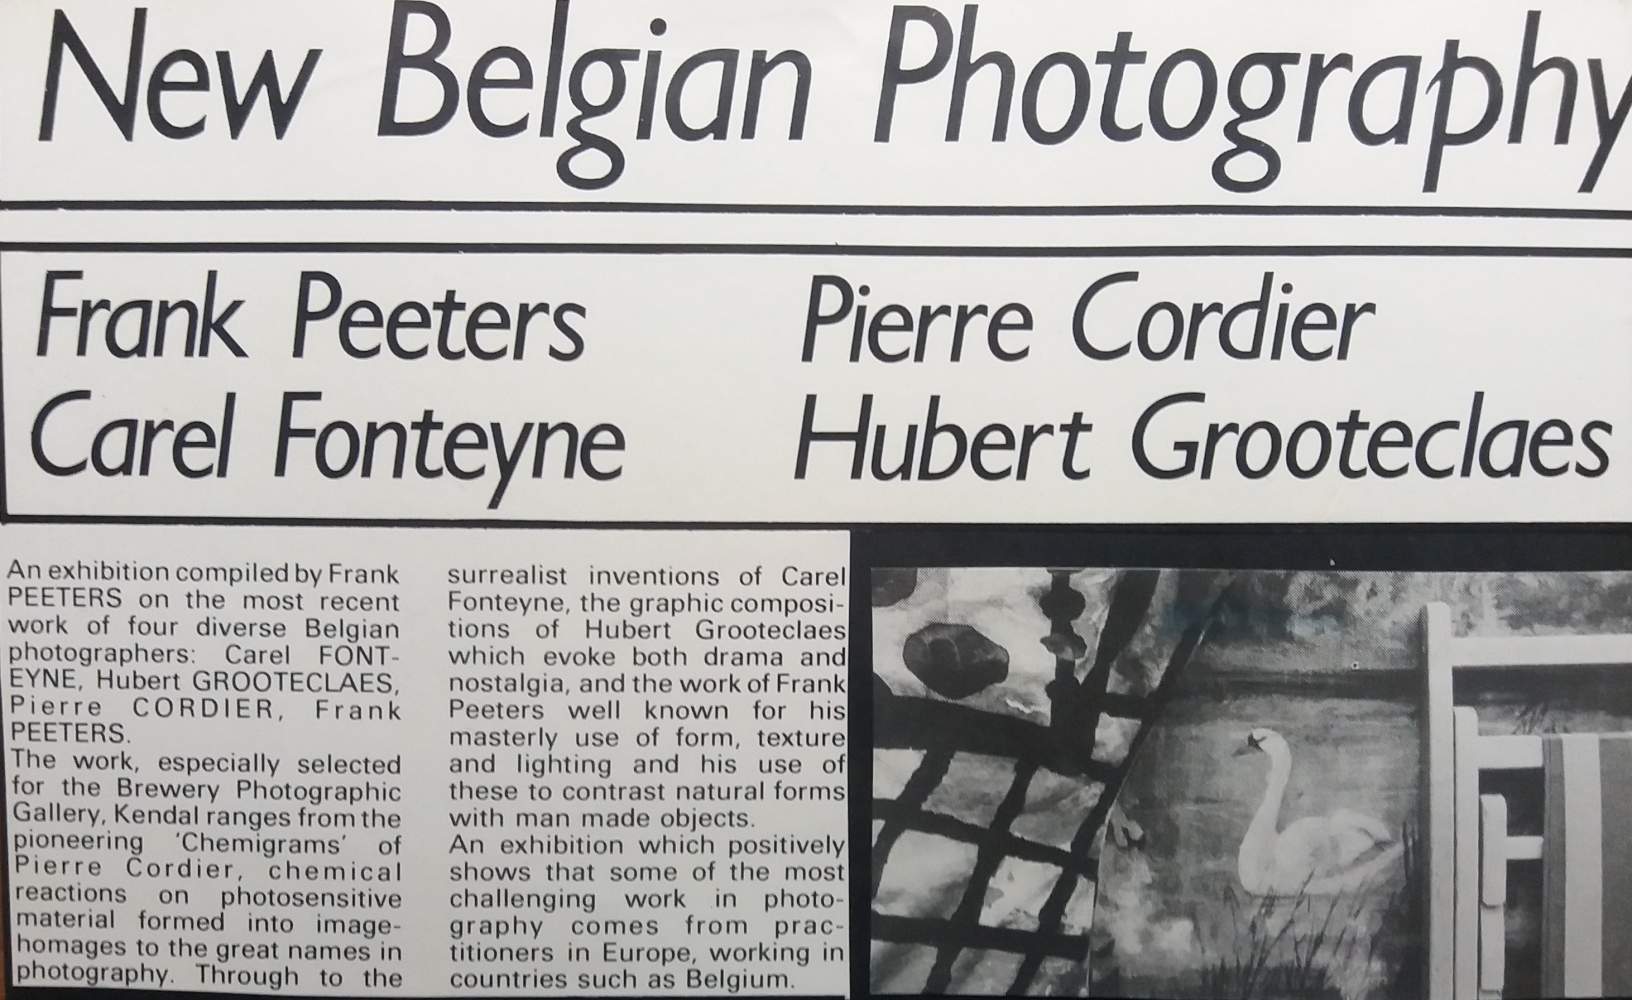 New Belgian Photography
Frank Peeters
Pierre Cordier
Carel Fonteyne
Hubert Grooteclaes
An exhibition compiled by Frank
PEETERS on the most recent
work of four diverse Belgian
photographers: Carel FONT-
EYNE, Hubert GROOTECLAES,
Pierre CORDIER, Frank
PEETERS.
The work, especially selected
for the Brewery Photographic
Gallery, Kendal ranges from the
pioneering 'Chemigrams' of
Pierre Cordier, chemical
reactions on photosensitive
material formed into image-
homages to the great names in
photography. Through to the
surrealist inventions of Carel
Fonteyne, the graphic composi-
tions of Hubert Grooteclaes
which evoke both drama and
nostalgia, and the work of Frank
Peeters well known for his
masterly use of form, texture
and lighting and his use of
these to contrast natural forms
with man made objects.
An exhibition which positively
shows that some of the most
challenging work in photo-
graphy comes from prac-
titioners in Europe, working in
countries such as Belgium.